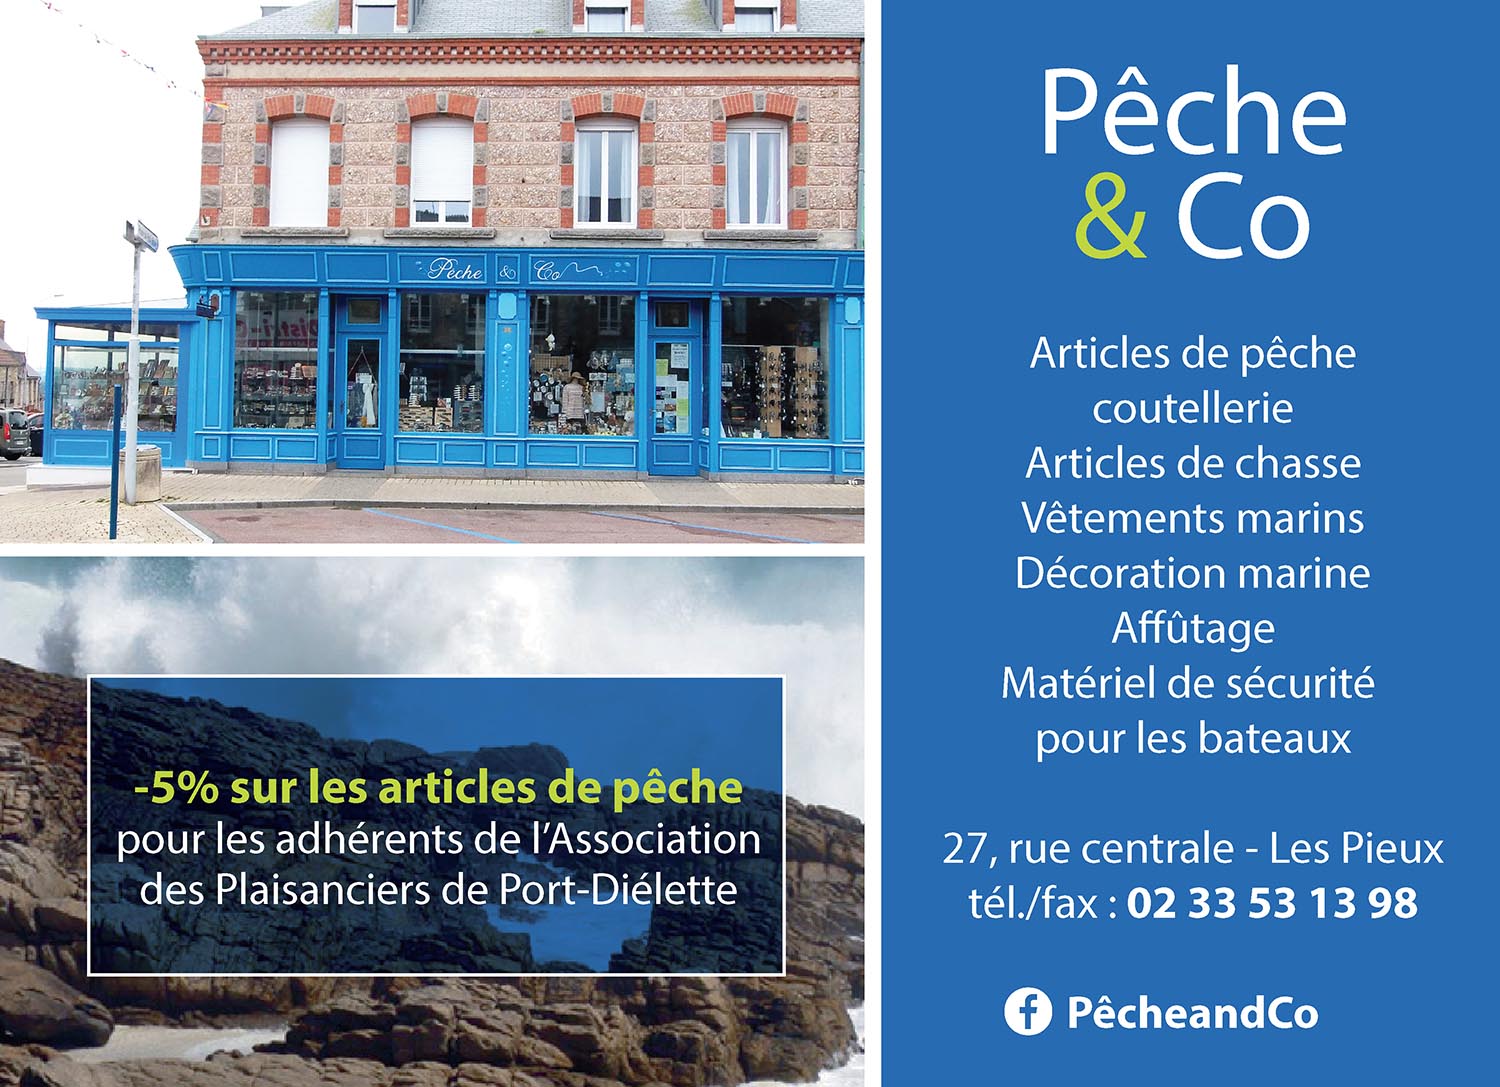 Pêche & Co
-5% sur les articles de pêche
pour les adhérents de l'Association
des Plaisanciers de Port-Diélette
Pêche
& Co
Articles de pêche
coutellerie
Articles de chasse
Vêtements marins
Décoration marine
Affûtage
Matériel de sécurité
pour les bateaux
27, rue centrale - Les Pieux
tél./fax : 02 33 53 13 98
PêcheandCo